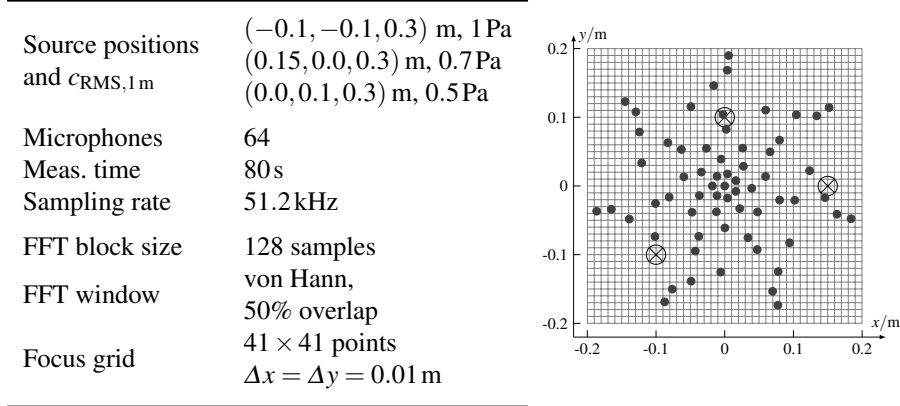 Source positions
and c_RMS,1 m
(−0.1, −0.1, 0.3) m, 1 Pa
(0.15, 0.0, 0.3) m, 0.7 Pa
(0.0, 0.1, 0.3) m, 0.5 Pa
Microphones 64
Meas. time 80 s
Sampling rate 51.2 kHz
FFT block size 128 samples
FFT window
von Hann,
50% overlap
Focus grid
41 × 41 points
Δx = Δy = 0.01 m
y/m
0.2
0.1
0
-0.1
-0.2
x/m
-0.2 -0.1 0 0.1 0.2